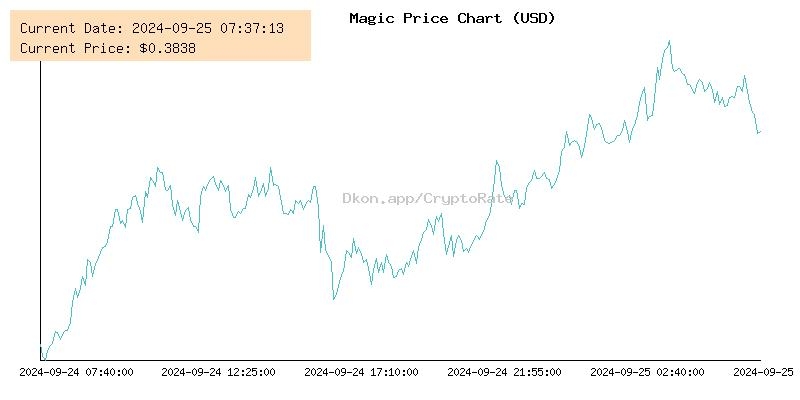 Magic Price Chart (USD)
Current Date: 2024-09-25 07:37:13
Current Price: $0.3838
Dkon.app/CryptoRate
2024-09-24 07:40:00
2024-09-24 12:25:00
2024-09-24 17:10:00
2024-09-24 21:55:00
2024-09-25 02:40:00
2024-09-25